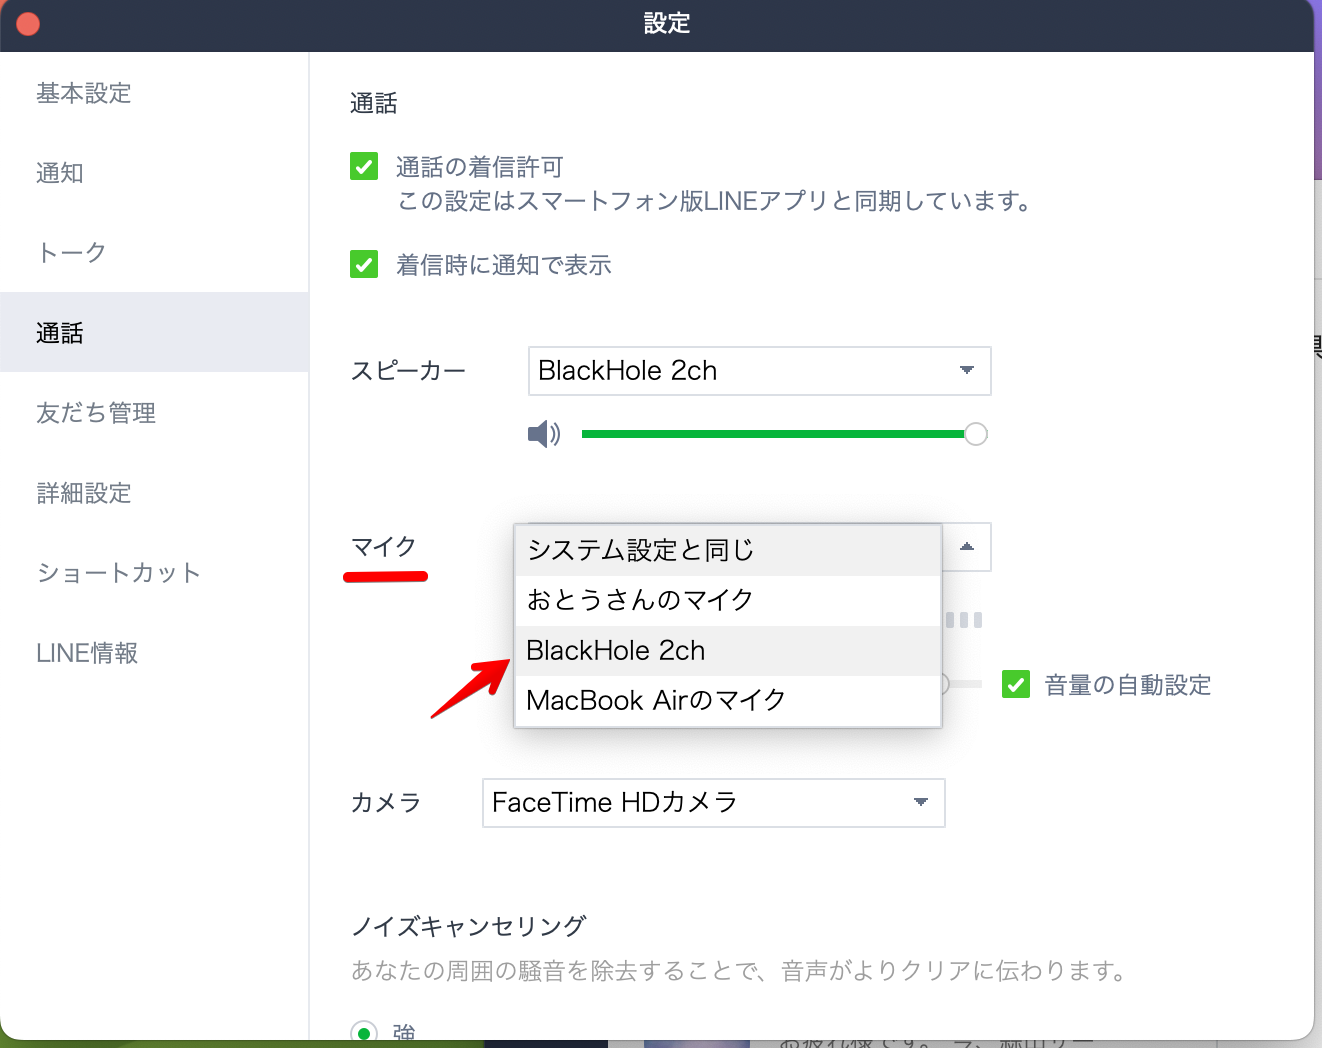 設定
基本設定
通知
トーク
通話
友だち管理
詳細設定
ショートカット
LINE情報
通話
通話の着信許可
この設定はスマートフォン版LINEアプリと同期しています。
着信時に通知で表示
スピーカー
BlackHole 2ch
マイク
システム設定と同じ
おとうさんのマイク
BlackHole 2ch
MacBook Airのマイク
音量の自動設定
カメラ
FaceTime HDカメラ
ノイズキャンセリング
あなたの周囲の騒音を除去することで、音声がよりクリアに伝わります。
強